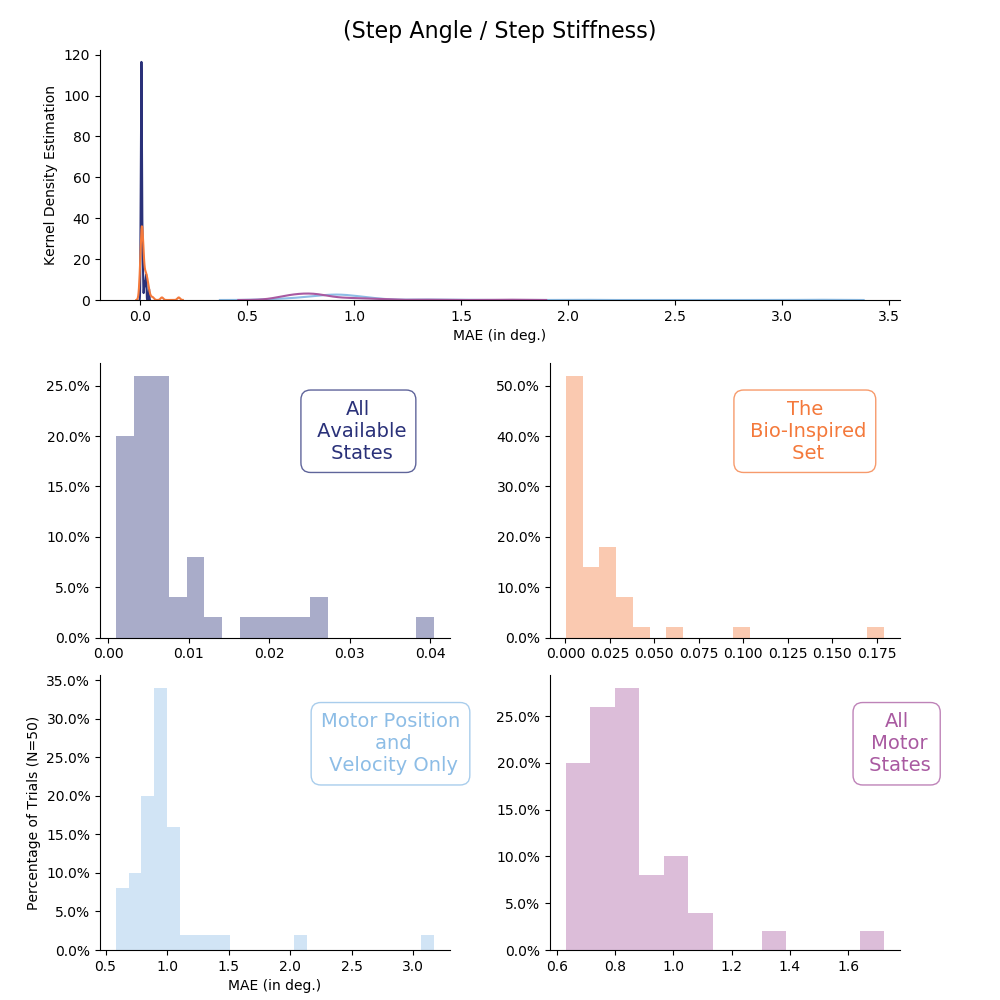 (Step Angle / Step Stiffness)
120
100
80
60
40
20
0
Kernel Density Estimation
0.0 0.5 1.0 1.5 2.0 2.5 3.0 3.5
MAE (in deg.)
25.0%
20.0%
15.0%
10.0%
5.0%
0.0%
All
Available
States
0.00 0.01 0.02 0.03 0.04
50.0%
40.0%
30.0%
20.0%
10.0%
0.0%
The
Bio-Inspired
Set
0.000 0.025 0.050 0.075 0.100 0.125 0.150 0.175
35.0%
30.0%
25.0%
20.0%
15.0%
10.0%
5.0%
0.0%
Percentage of Trials (N=50)
Motor Position
and
Velocity Only
0.5 1.0 1.5 2.0 2.5 3.0
MAE (in deg.)
25.0%
20.0%
15.0%
10.0%
5.0%
0.0%
All
Motor
States
0.6 0.8 1.0 1.2 1.4 1.6